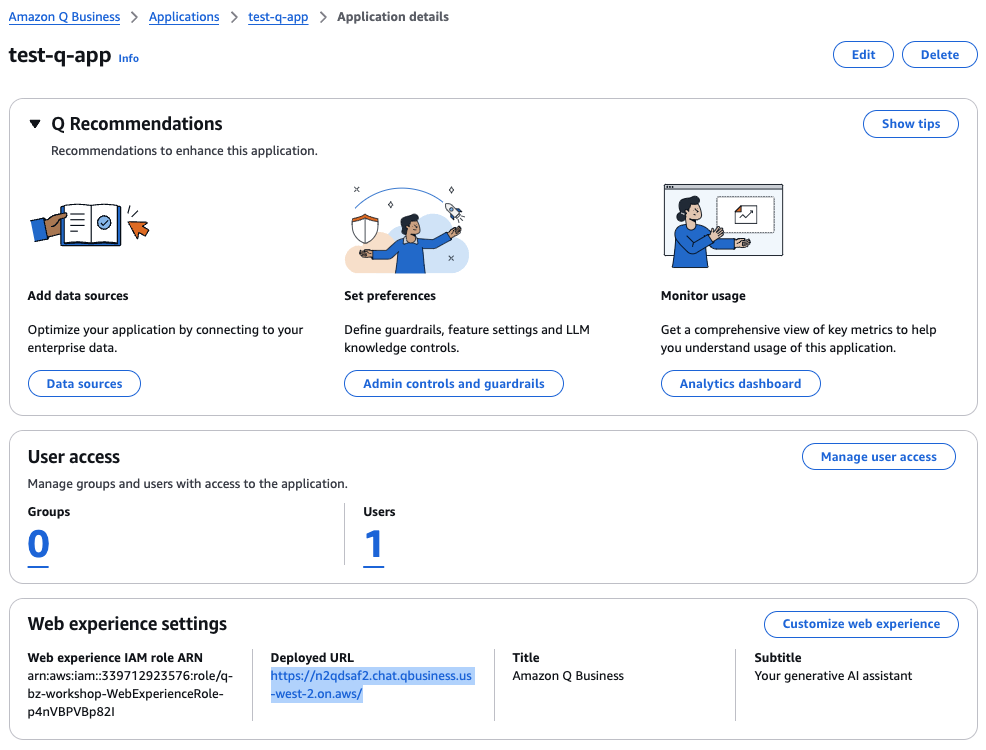 Amazon Q Business > Applications > test-q-app > Application details
test-q-app Info
Edit
Delete
Q Recommendations
Show tips
Recommendations to enhance this application.
Add data sources
Optimize your application by connecting to your
enterprise data.
Data sources
Set preferences
Define guardrails, feature settings and LLM
knowledge controls.
Admin controls and guardrails
Monitor usage
Get a comprehensive view of key metrics to help
you understand usage of this application.
Analytics dashboard
User access
Manage user access
Manage groups and users with access to the application.
Groups
0
Users
1
Web experience settings
Customize web experience
Web experience IAM role ARN
arn:aws:iam::339712923576:role/q-
bz-workshop-WebExperienceRole-
p4nVBPVBp82I
Deployed URL
https://n2qdsaf2.chat.qbusiness.us
-west-2.on.aws/
Title
Amazon Q Business
Subtitle
Your generative AI assistant